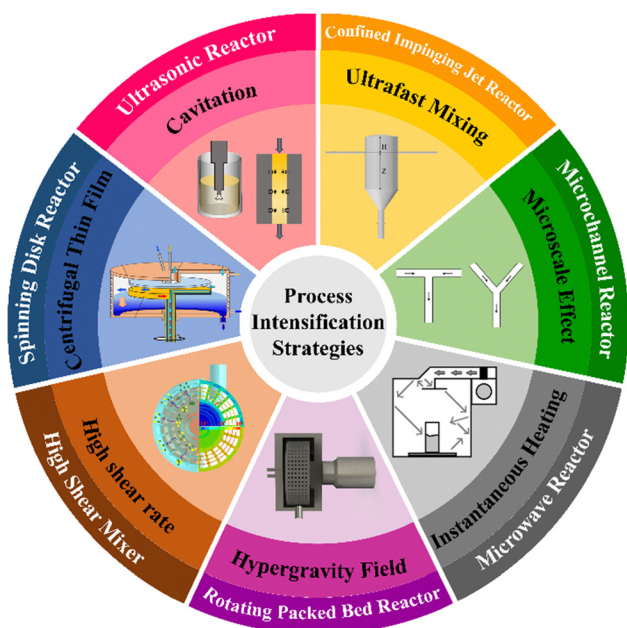 Process
Intensification
Strategies
Ultrasonic Reactor
Cavitation
Confined Impinging Jet Reactor
Ultrafast Mixing
H
Z
Microchannel Reactor
Microscale Effect
Microwave Reactor
Instantaneous Heating
Rotating Packed Bed Reactor
Hypergravity Field
High Shear Mixer
High shear rate
Spinning Disk Reactor
Centrifugal Thin Film